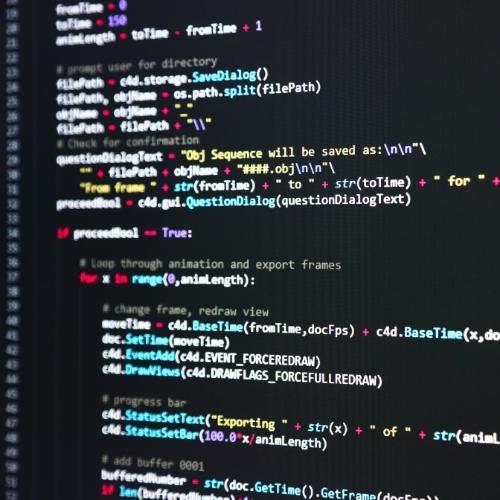 fromTime = 0
toTime = 150
animLength = toTime - fromTime + 1
# prompt user for directory
filePath = c4d.storage.SaveDialog()
filePath, objName = os.path.split(filePath)
objName = objName + "_"
filePath = filePath + "\\"
# Check for confirmation
questionDialogText = "Obj Sequence will be saved as:\n\n"\
"" + filePath + objName + "####.obj\n\n"\
"From frame " + str(fromTime) + " to " + str(toTime) + " for " +
proceedBool = c4d.gui.QuestionDialog(questionDialogText)
if proceedBool == True:
# Loop through animation and export frames
for x in range(0,animLength):
# change frame, redraw view
moveTime = c4d.BaseTime(fromTime,docFps) + c4d.BaseTime(x,do
doc.SetTime(moveTime)
c4d.EventAdd(c4d.EVENT_FORCEREDRAW)
c4d.DrawViews(c4d.DRAWFLAGS_FORCEFULLREDRAW)
# progress bar
c4d.StatusSetText("Exporting " + str(x) + " of " + str(animL
c4d.StatusSetBar(100.0*x/animLength)
# add buffer 0001
bufferedNumber = str(doc.GetTime().GetFrame(docFps))
if len(bufferedNumber)